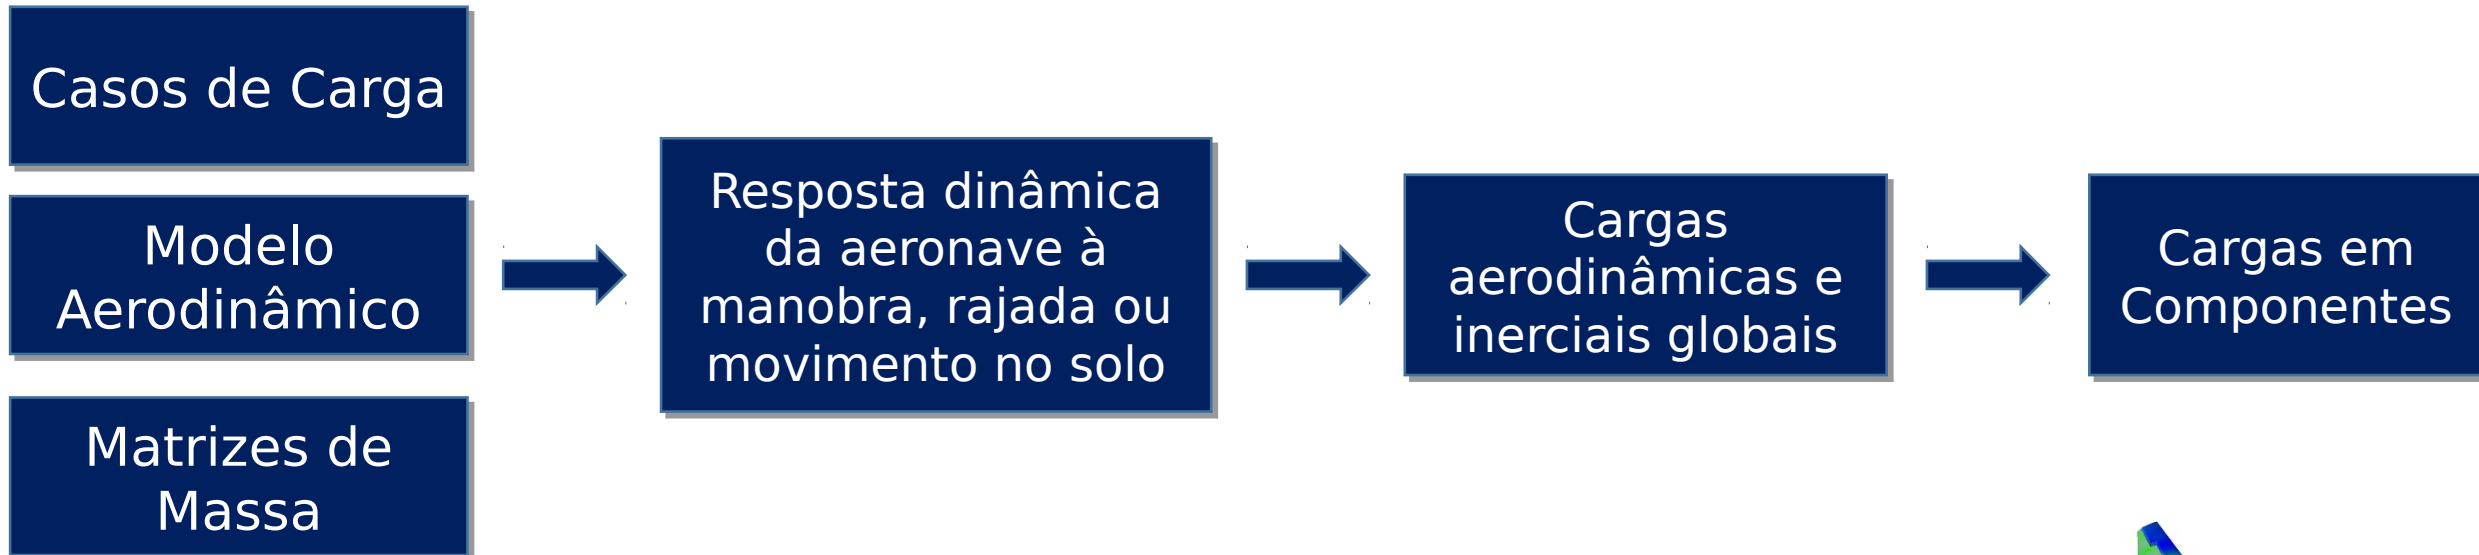 Casos de Carga
Modelo
Aerodinâmico
Matrizes de
Massa
Resposta dinâmica
da aeronave à
manobra, rajada ou
movimento no solo
Cargas
aerodinâmicas e
inerciais globais
Cargas em
Componentes